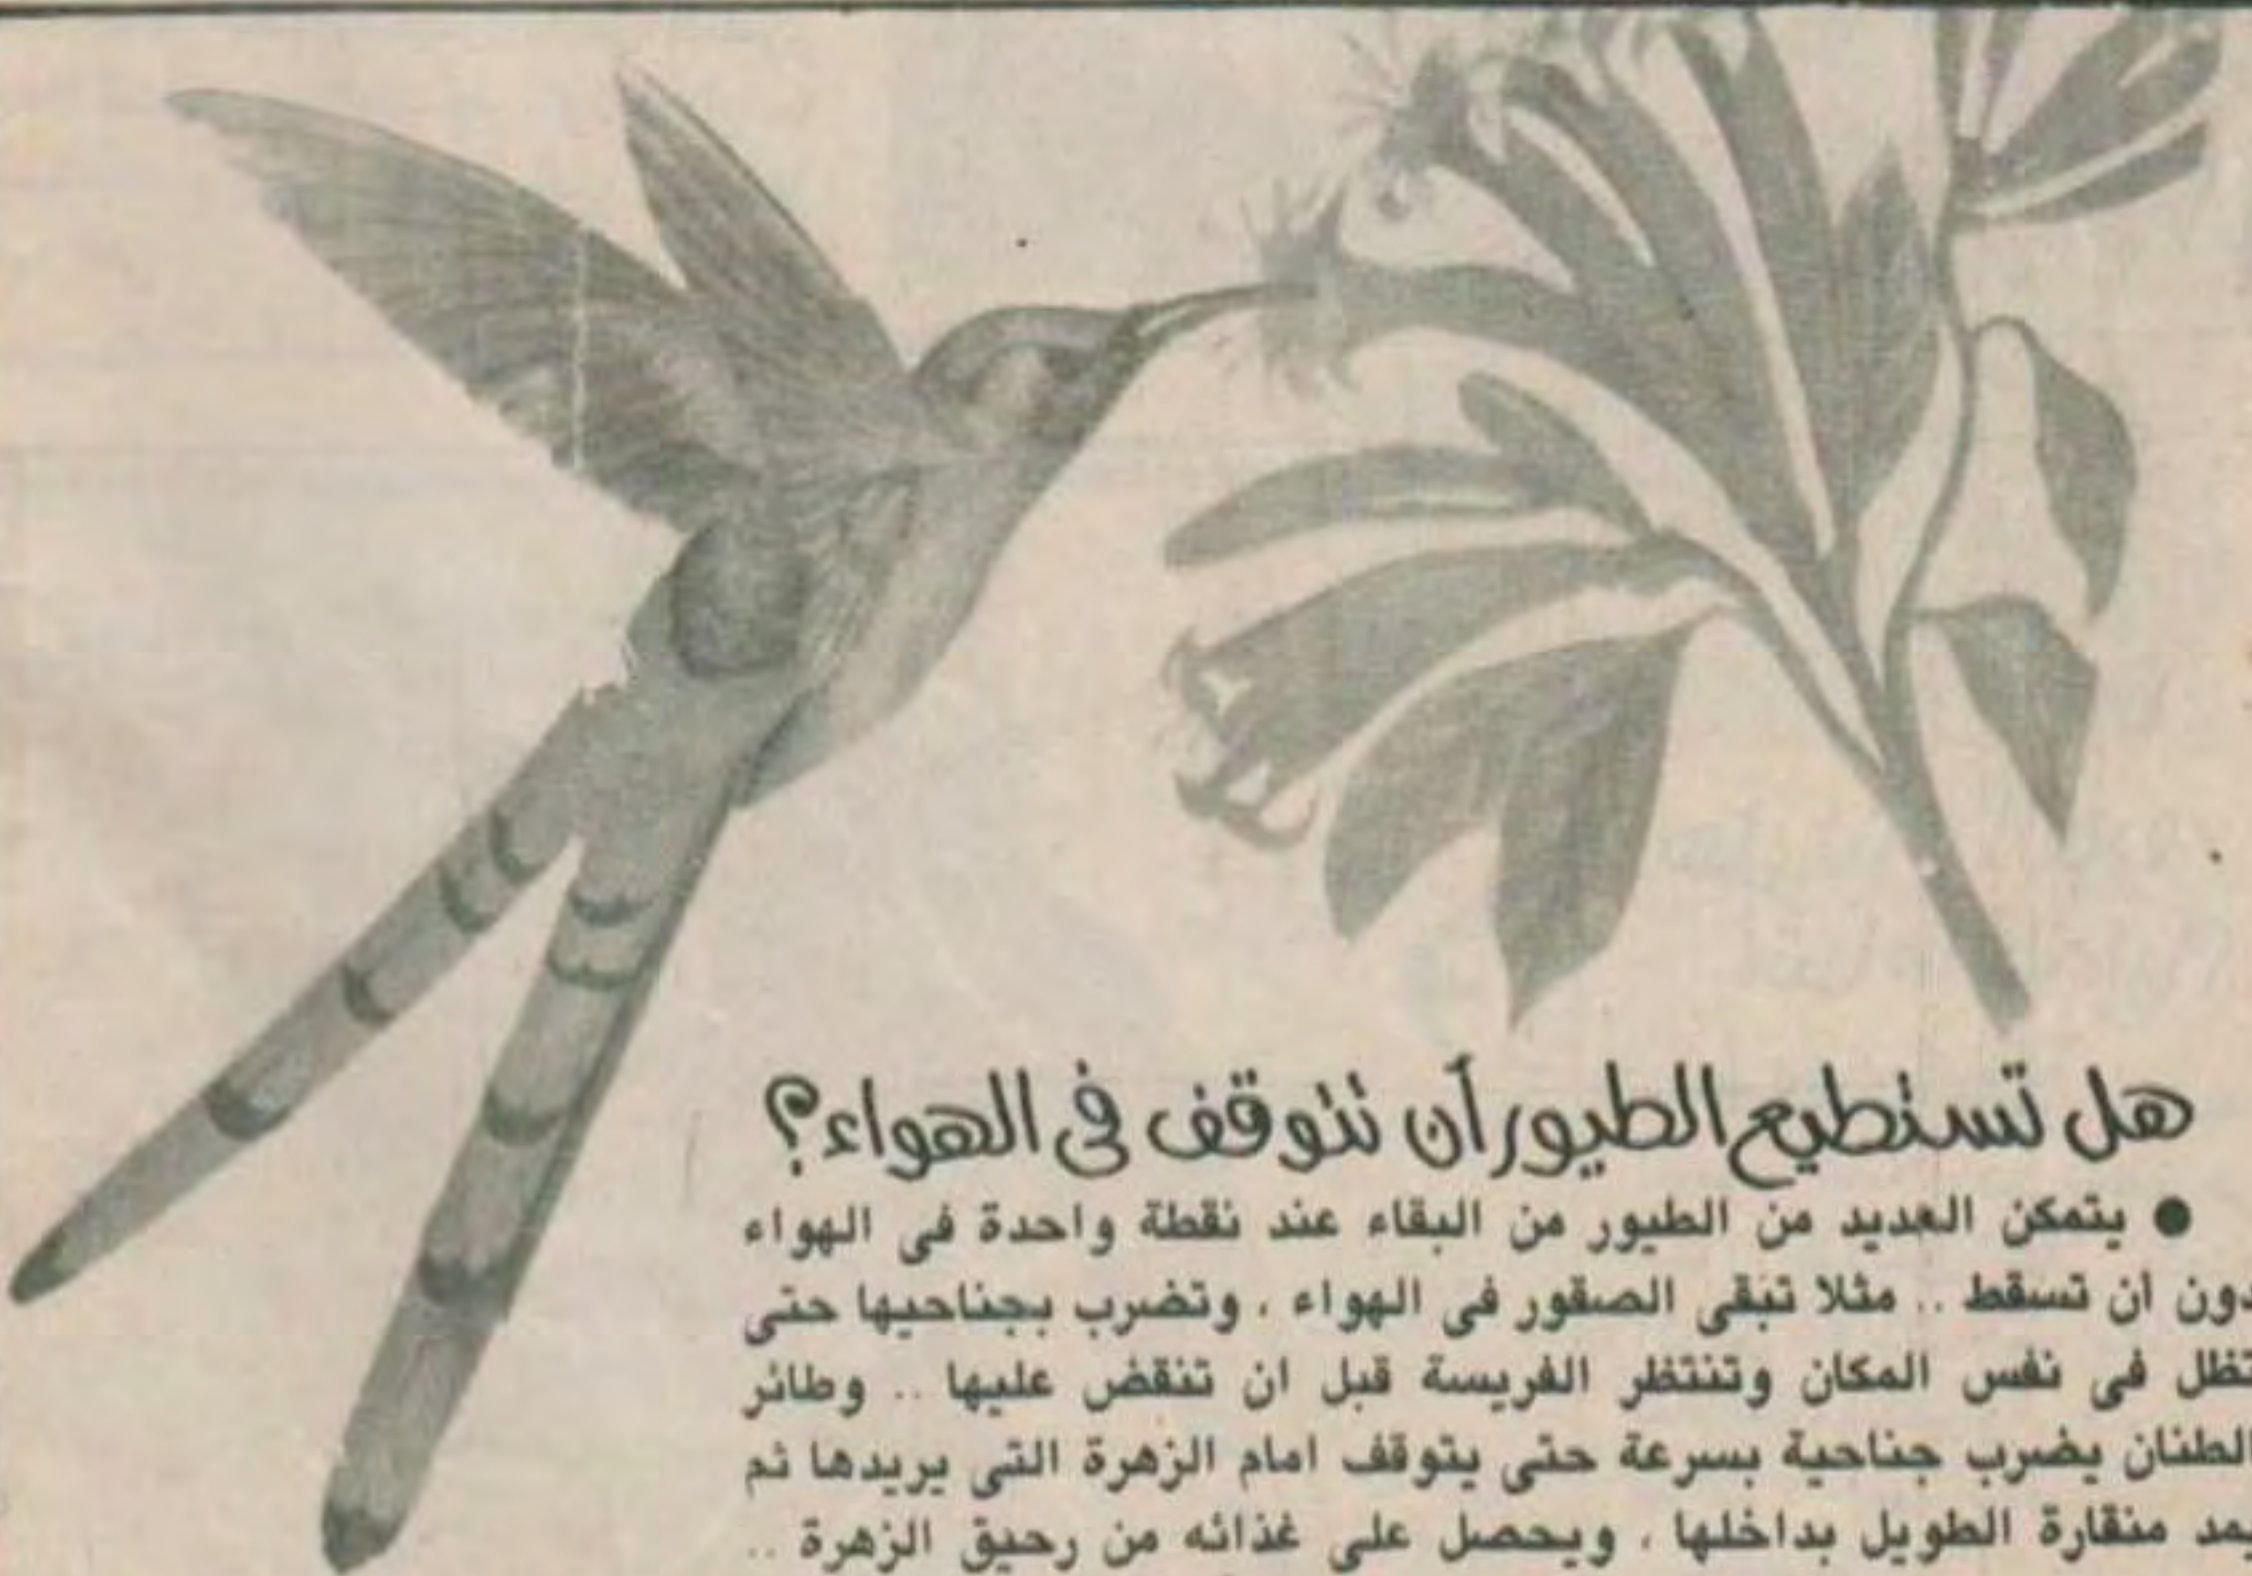 هل تستطيع الطيور أن تتوقف فى الهواء؟
● يتمكن العديد من الطيور من البقاء عند نقطة واحدة فى الهواء
دون أن تسقط .. مثلا تبقى الصقور فى الهواء ، وتضرب بجناحيها حتى
تظل فى نفس المكان وتنتظر الفريسة قبل ان تنقض عليها .. وطائر
الطنان يضرب جناحية بسرعة حتى يتوقف امام الزهرة التى يريدها ثم
يمد منقارة الطويل بداخلها ، ويحصل على غذائه من رحيق الزهرة ..